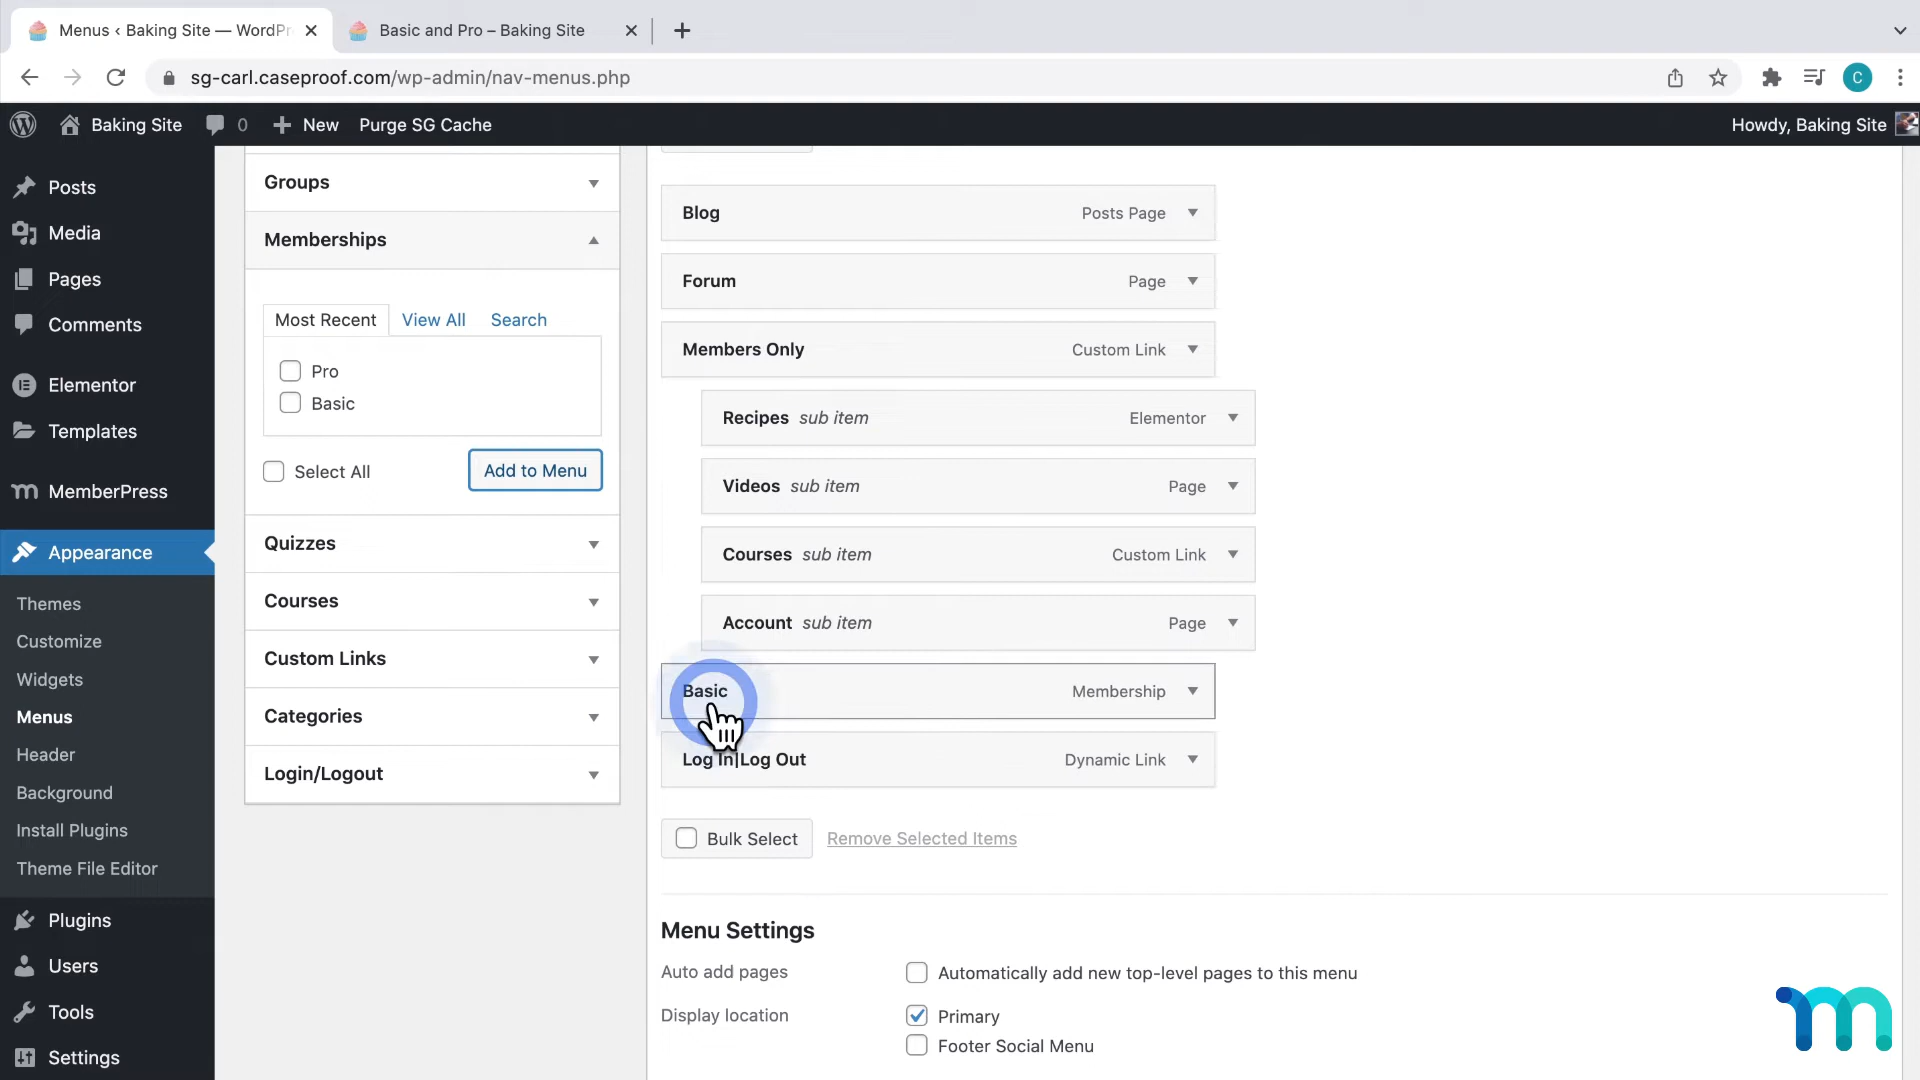 Menus ‹ Baking Site — WordPr
Basic and Pro – Baking Site
sg-carl.caseproof.com/wp-admin/nav-menus.php
C
Baking Site
0
New
Purge SG Cache
Howdy, Baking Site
Posts
Media
Pages
Comments
Elementor
Templates
MemberPress
Appearance
Themes
Customize
Widgets
Menus
Header
Background
Install Plugins
Theme File Editor
Plugins
Users
Tools
Settings
Groups
Memberships
Most Recent
View All
Search
Pro
Basic
Select All
Add to Menu
Quizzes
Courses
Custom Links
Categories
Login/Logout
Blog
Posts Page
Forum
Page
Members Only
Custom Link
Recipes sub item
Elementor
Videos sub item
Page
Courses sub item
Custom Link
Account sub item
Page
Basic
Membership
Log In|Log Out
Dynamic Link
Bulk Select
Remove Selected Items
Menu Settings
Auto add pages
Automatically add new top-level pages to this menu
Display location
Primary
Footer Social Menu